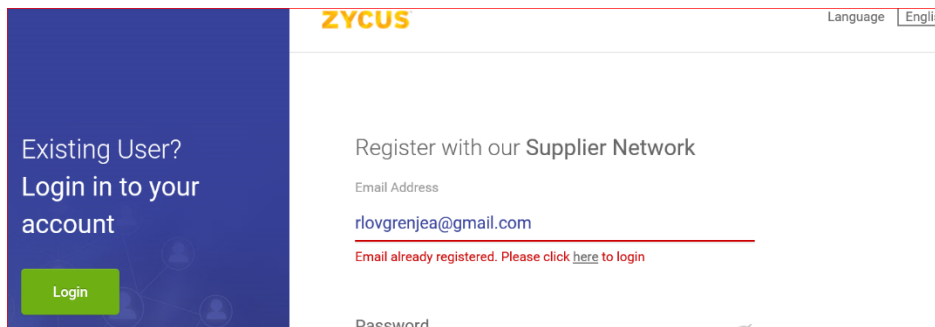 ZYCUS
Language
Existing User?
Login in to your
account
Login
Register with our Supplier Network
Email Address
rlovgrenjea@gmail.com
Email already registered. Please click here to login
Password